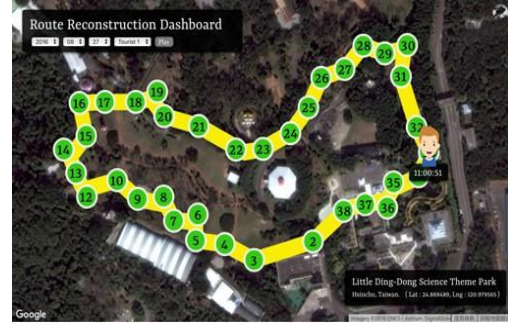 Route Reconstruction Dashboard
2016 08 27 Tourist 1 Play
28 29 30
27
26 31
19
16 17 18
25
20
21 32
24
15
14 22 23
13
11:00:51
10 35
12
9 8
37 36
38
6
7
5 4 2
3
Little Ding-Dong Science Theme Park
Hsinchu, Taiwan. ( Lat : 24.869489, Lng : 120.979565 )
Google